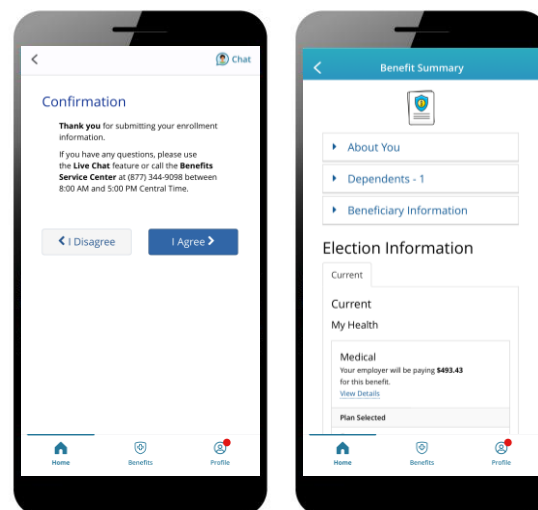 Chat
Confirmation
Thank you for submitting your enrollment
information.
If you have any questions, please use
the Live Chat feature or call the Benefits
Service Center at (877) 344-9098 between
8:00 AM and 5:00 PM Central Time.
I Disagree
I Agree
Home
Benefits
Profile
Benefit Summary
About You
Dependents - 1
Beneficiary Information
Election Information
Current
Current
My Health
Medical
Your employer will be paying $493.43
for this benefit.
View Details
Plan Selected
Home
Benefits
Profile